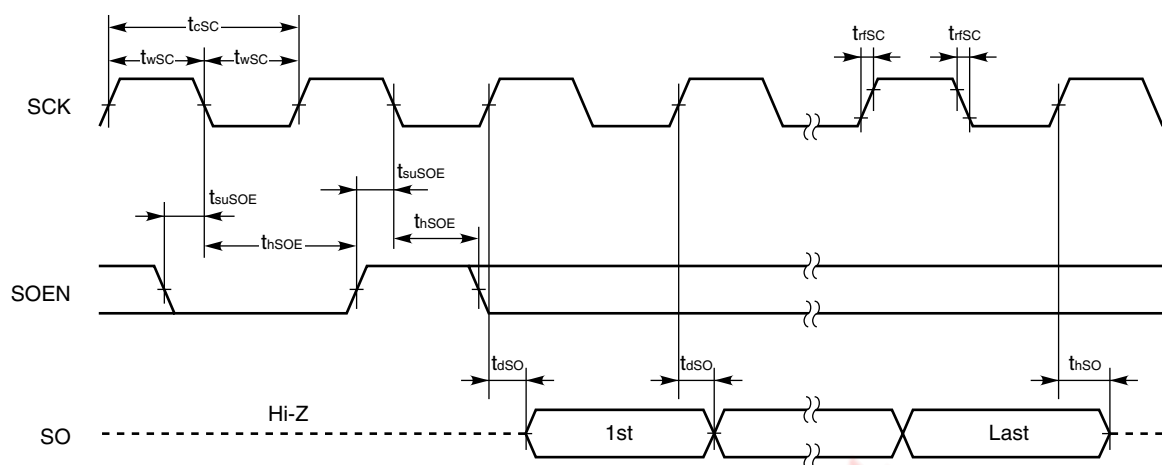 tcSC
twSC twSC
trfSC trfSC
SCK
tsuSOE
tsuSOE
thSOE
thSOE
SOEN
tdSO tdSO thSO
Hi-Z
SO 1st Last